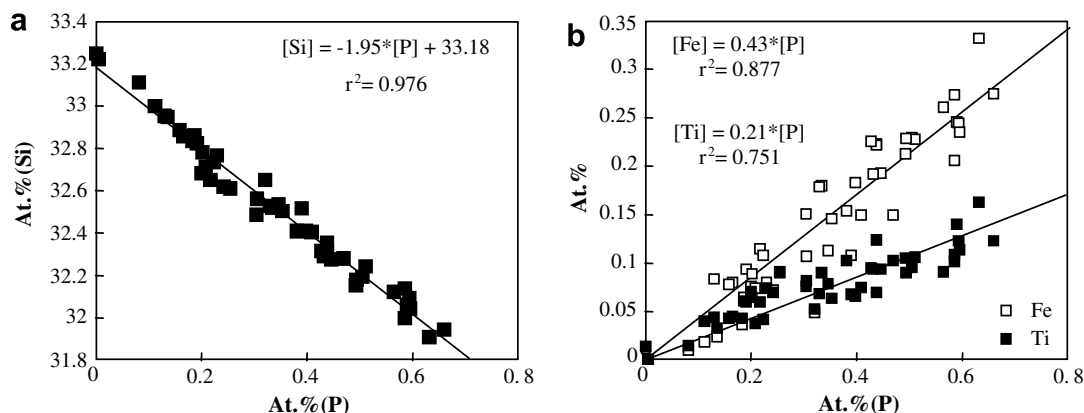 a
33.4
33.2
33
32.8
32.6
32.4
32.2
32
31.8
At.%(Si)
[Si] = -1.95*[P] + 33.18
r²= 0.976
0
0.2
0.4
0.6
0.8
At.%(P)
b
0.35
0.3
0.25
0.2
0.15
0.1
0.05
0
At.%
[Fe] = 0.43*[P]
r²= 0.877
[Ti] = 0.21*[P]
r²= 0.751
Fe
Ti
0
0.2
0.4
0.6
0.8
At.%(P)